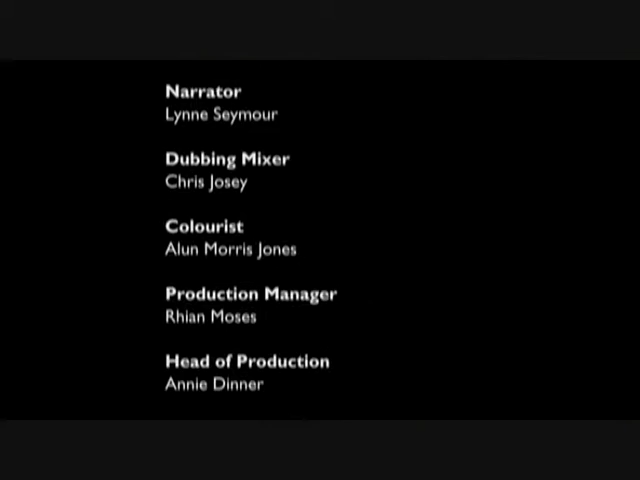 Narrator
Lynne Seymour
Dubbing Mixer
Chris Josey
Colourist
Alun Morris Jones
Production Manager
Rhian Moses
Head of Production
Annie Dinner